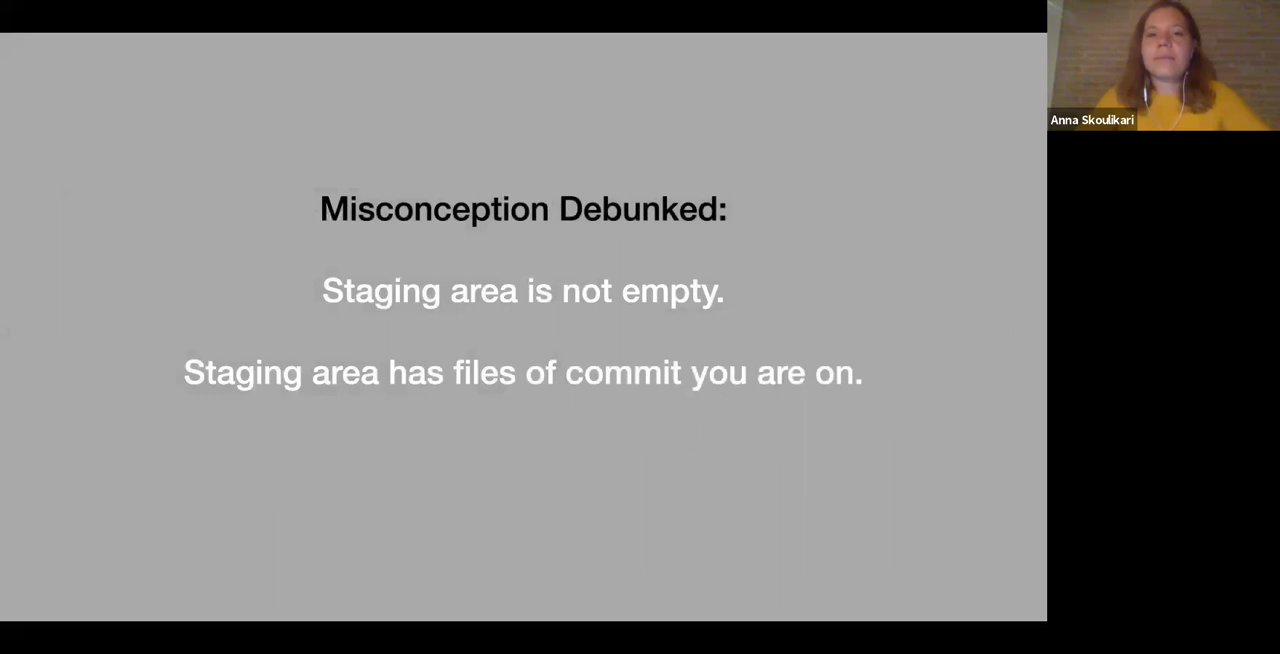 Misconception Debunked:
Staging area is not empty.
Staging area has files of commit you are on.
Anna Skoulikari